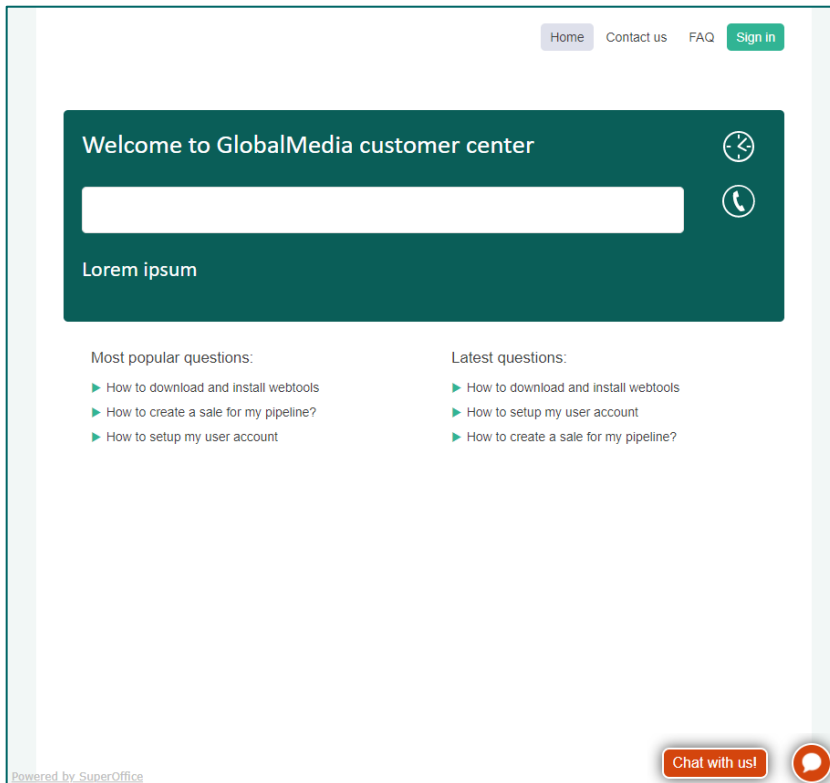 Home Contact us FAQ Sign in
Welcome to GlobalMedia customer center
Lorem ipsum
Most popular questions:
How to download and install webtools
How to create a sale for my pipeline?
How to setup my user account
Latest questions:
How to download and install webtools
How to setup my user account
How to create a sale for my pipeline?
Chat with us!
Powered by SuperOffice